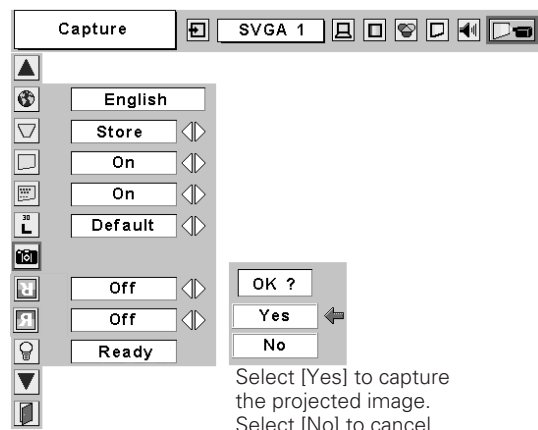 Capture
SVGA 1
English
Store
On
On
30
L
Default
Off
Off
Ready
OK ?
Yes
No
Select [Yes] to capture
the projected image.
Select [No] to cancel